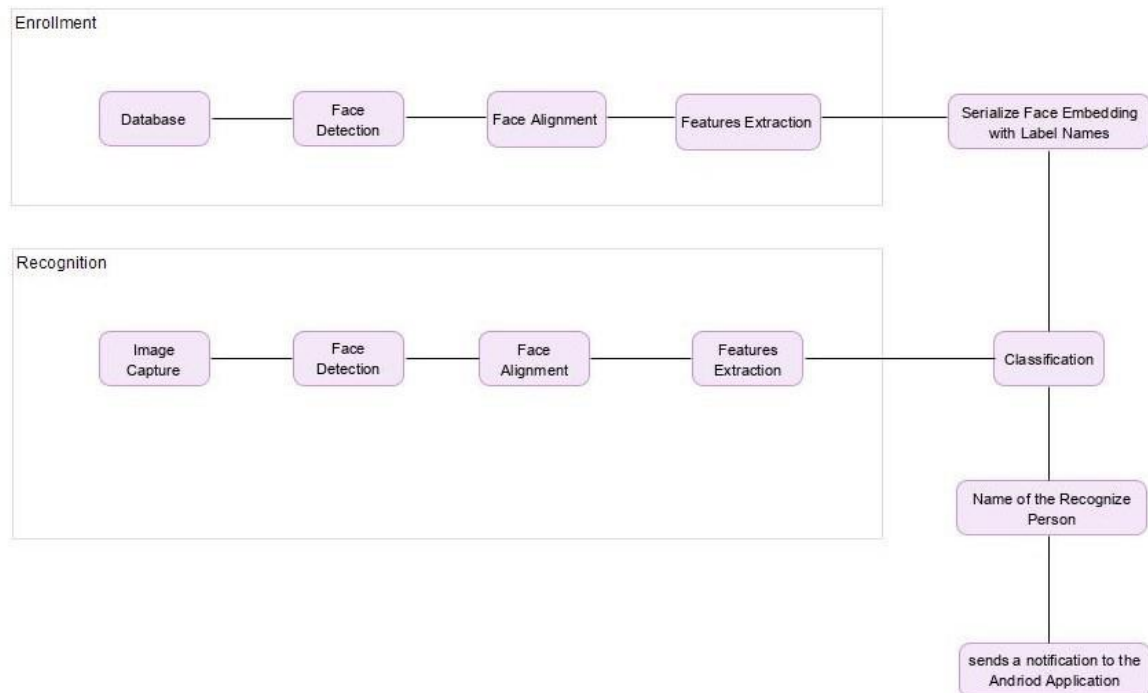 Enrollment
Database
Face
Detection
Face Alignment
Features Extraction
Serialize Face Embedding
with Label Names
Recognition
Image
Capture
Face
Detection
Face
Alignment
Features
Extraction
Classification
Name of the Recognize
Person
sends a notification to the
Andriod Application